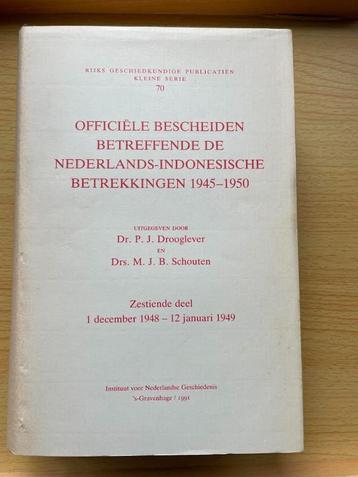 RIJKS GESCHIEDKUNDIGE PUBLICATIËN
KLEINE SERIE
70
OFFICIËLE BESCHEIDEN
BETREFFENDE DE
NEDERLANDS-INDONESISCHE
BETREKKINGEN 1945–1950
UITGEGEVEN DOOR
Dr. P. J. Drooglever
EN
Drs. M. J. B. Schouten
Zestiende deel
1 december 1948 – 12 januari 1949
Instituut voor Nederlandse Geschiedenis
's-Gravenhage / 1991